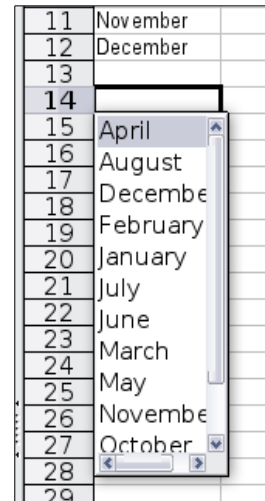 11 November
12 December
13
14
15
16
17
18
19
20
21
22
23
24
25
26
27
28
29
April
August
Decembe
February
January
July
June
March
May
Novembe
October